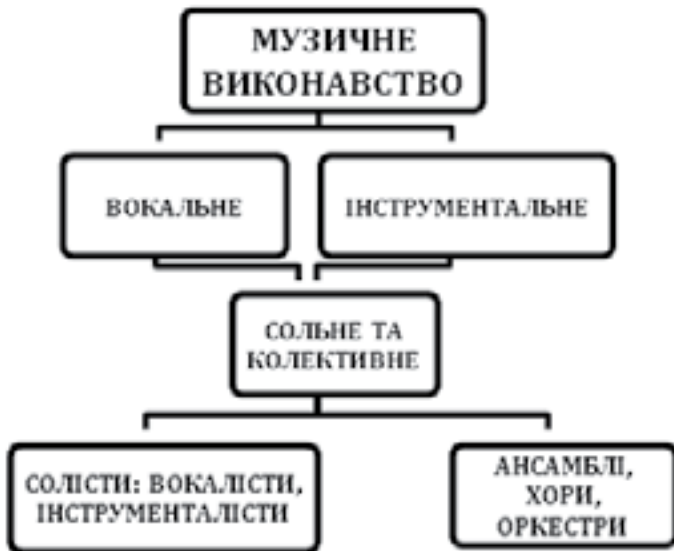 МУЗИЧНЕ
ВИКОНАВСТВО
ВОКАЛЬНЕ
ІНСТРУМЕНТАЛЬНЕ
СОЛЬНЕ ТА
КОЛЕКТИВНЕ
СОЛІСТИ: ВОКАЛІСТИ,
ІНСТРУМЕНТАЛІСТИ
АНСАМБЛІ,
ХОРИ,
ОРКЕСТРИ